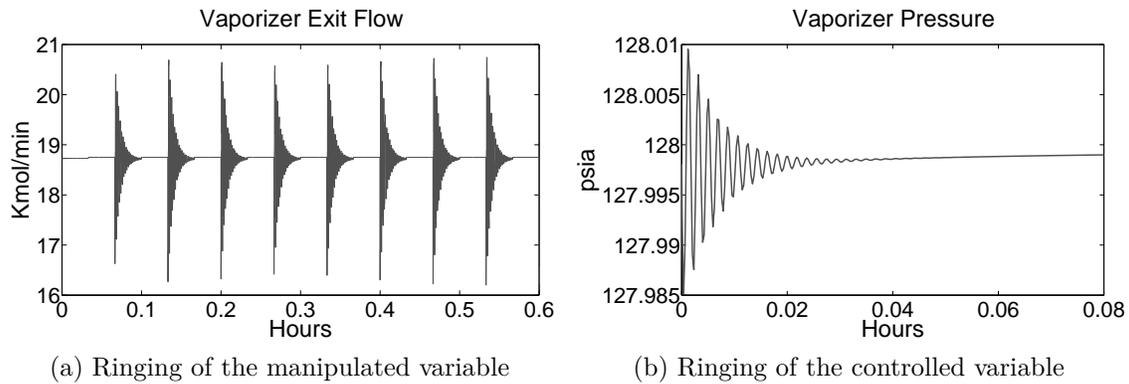 Vaporizer Exit Flow
21
20
19
18
17
16
Kmol/min
0 0.1 0.2 0.3 0.4 0.5 0.6
Hours
(a) Ringing of the manipulated variable
Vaporizer Pressure
128.01
128.005
128
127.995
127.99
127.985
psia
0 0.02 0.04 0.06 0.08
Hours
(b) Ringing of the controlled variable